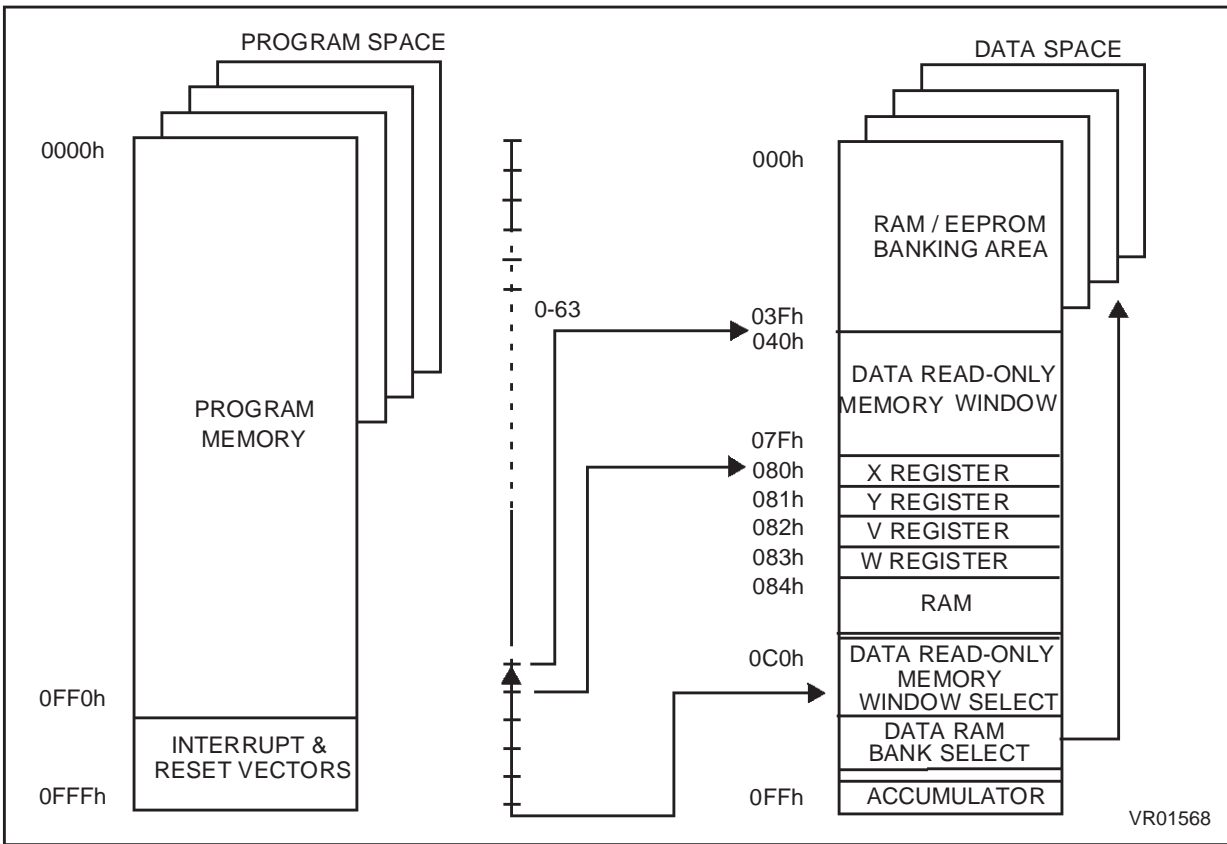 PROGRAM SPACE
0000h
PROGRAM
MEMORY
0FF0h
INTERRUPT &
RESET VECTORS
0FFFh
0-63
DATA SPACE
000h
RAM / EEPROM
BANKING AREA
03Fh
040h
DATA READ-ONLY
MEMORY WINDOW
07Fh
080h
X REGISTER
081h
Y REGISTER
082h
V REGISTER
083h
W REGISTER
084h
RAM
0C0h
DATA READ-ONLY
MEMORY
WINDOW SELECT
DATA RAM
BANK SELECT
0FFh
ACCUMULATOR
VR01568